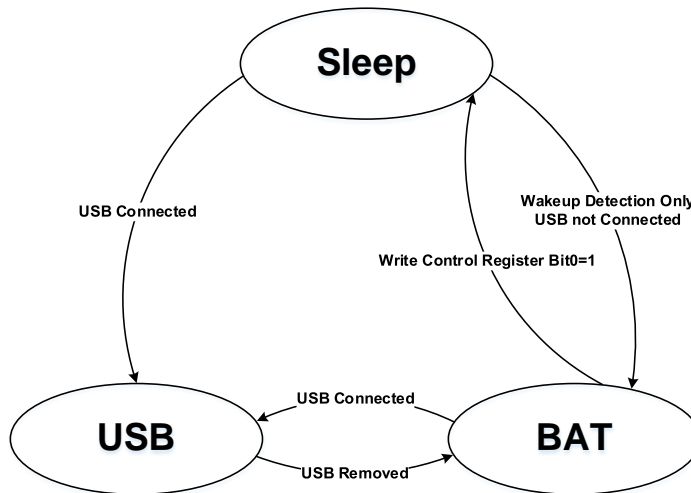 Sleep
USB Connected
Wakeup Detection Only
USB not Connected
Write Control Register Bit0=1
USB Connected
USB
BAT
USB Removed